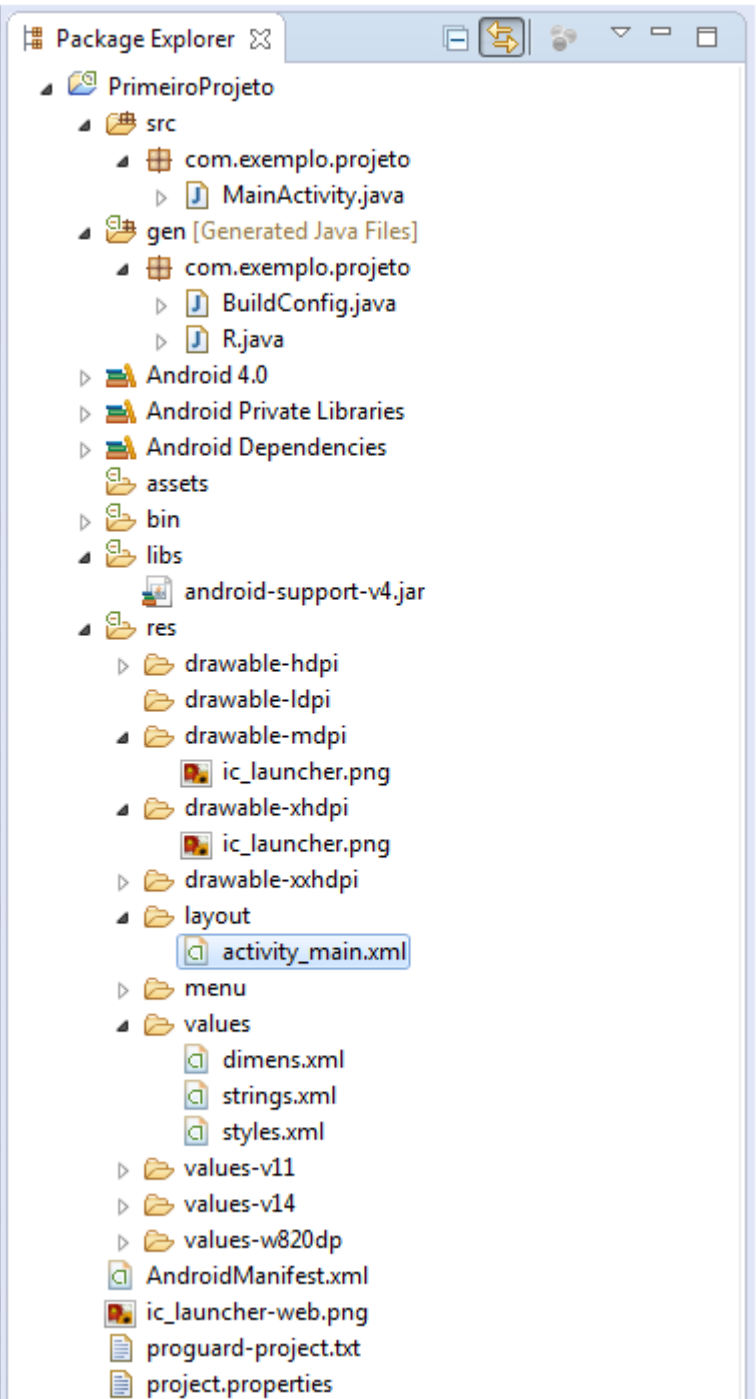 Package Explorer
PrimeiroProjeto
src
com.exemplo.projeto
MainActivity.java
gen [Generated Java Files]
com.exemplo.projeto
BuildConfig.java
R.java
Android 4.0
Android Private Libraries
Android Dependencies
assets
bin
libs
android-support-v4.jar
res
drawable-hdpi
drawable-ldpi
drawable-mdpi
ic_launcher.png
drawable-xhdpi
ic_launcher.png
drawable-xxhdpi
layout
activity_main.xml
menu
values
dimens.xml
strings.xml
styles.xml
values-v11
values-v14
values-w820dp
AndroidManifest.xml
ic_launcher-web.png
proguard-project.txt
project.properties